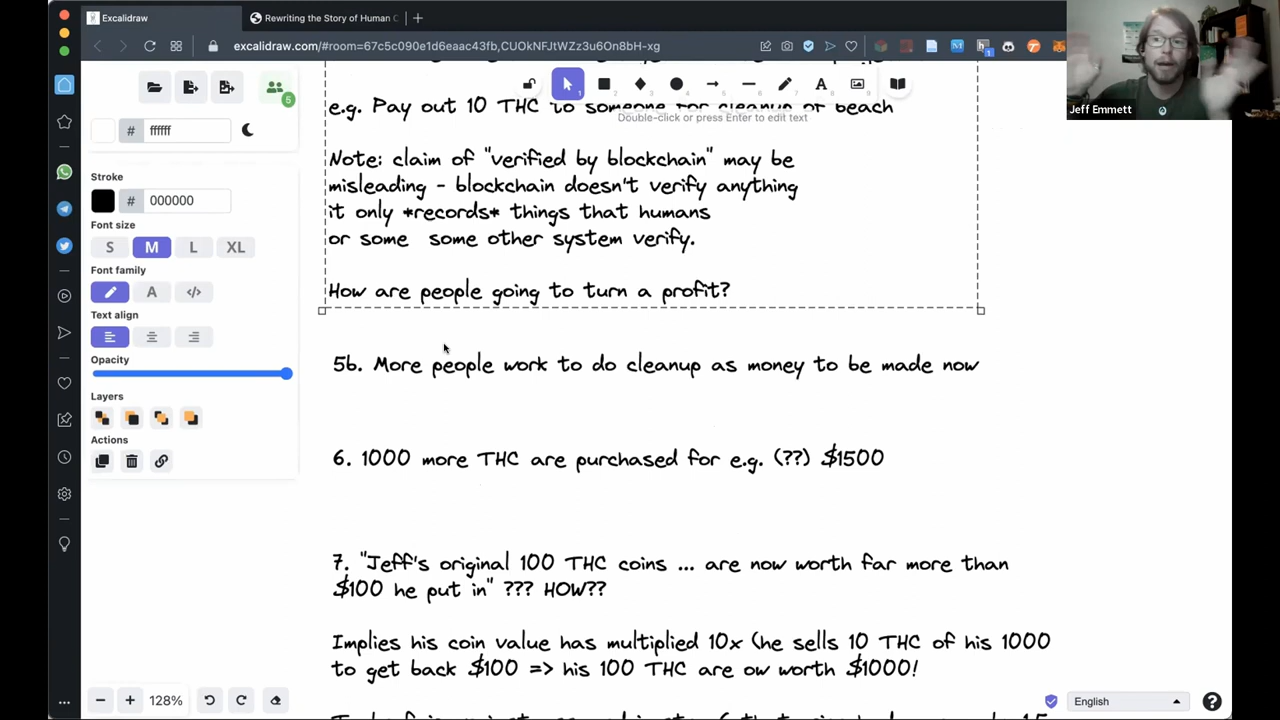 Excalidraw
Rewriting the Story of Human C
excalidraw.com/#room=67c5c090e1d6eaac43fb,CUOkNFJtWZz3u6On8bH-xg
Jeff Emmett
5
# ffffff
Double-click or press Enter to edit text
e.g. Pay out 10 THC to someone for cleanup of beach
Note: claim of "verified by blockchain" may be
misleading - blockchain doesn't verify anything
it only *records* things that humans
or some some other system verify.
How are people going to turn a profit?
Stroke
# 000000
Font size
S M L XL
Font family
A </>
Text align
Opacity
Layers
Actions
5b. More people work to do cleanup as money to be made now
6. 1000 more THC are purchased for e.g. (??) $1500
7. "Jeff's original 100 THC coins ... are now worth far more than
$100 he put in" ??? HOW??
Implies his coin value has multiplied 10x (he sells 10 THC of his 1000
to get back $100 => his 100 THC are ow worth $1000!
128%
English